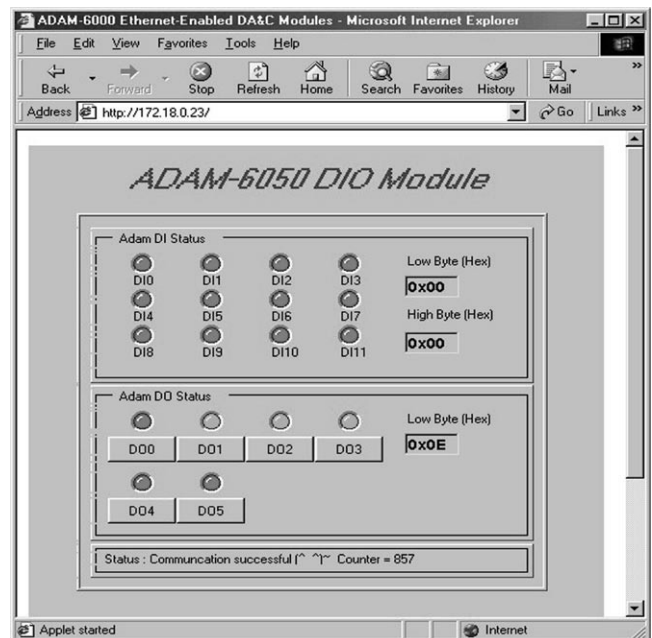 ADAM-6000 Ethernet-Enabled DA&C Modules - Microsoft Internet Explorer
File Edit View Favorites Tools Help
Back Forward Stop Refresh Home Search Favorites History Mail »
Address http://172.18.0.23/ Go Links »
ADAM-6050 DIO Module
Adam DI Status
Low Byte (Hex)
DI0 DI1 DI2 DI3
0x00
DI4 DI5 DI6 DI7
High Byte (Hex)
0x00
DI8 DI9 DI10 DI11
Adam DO Status
Low Byte (Hex)
0x0E
DO0 DO1 DO2 DO3
DO4 DO5
Status : Communcation successful (^_^)~ Counter = 857
Applet started Internet